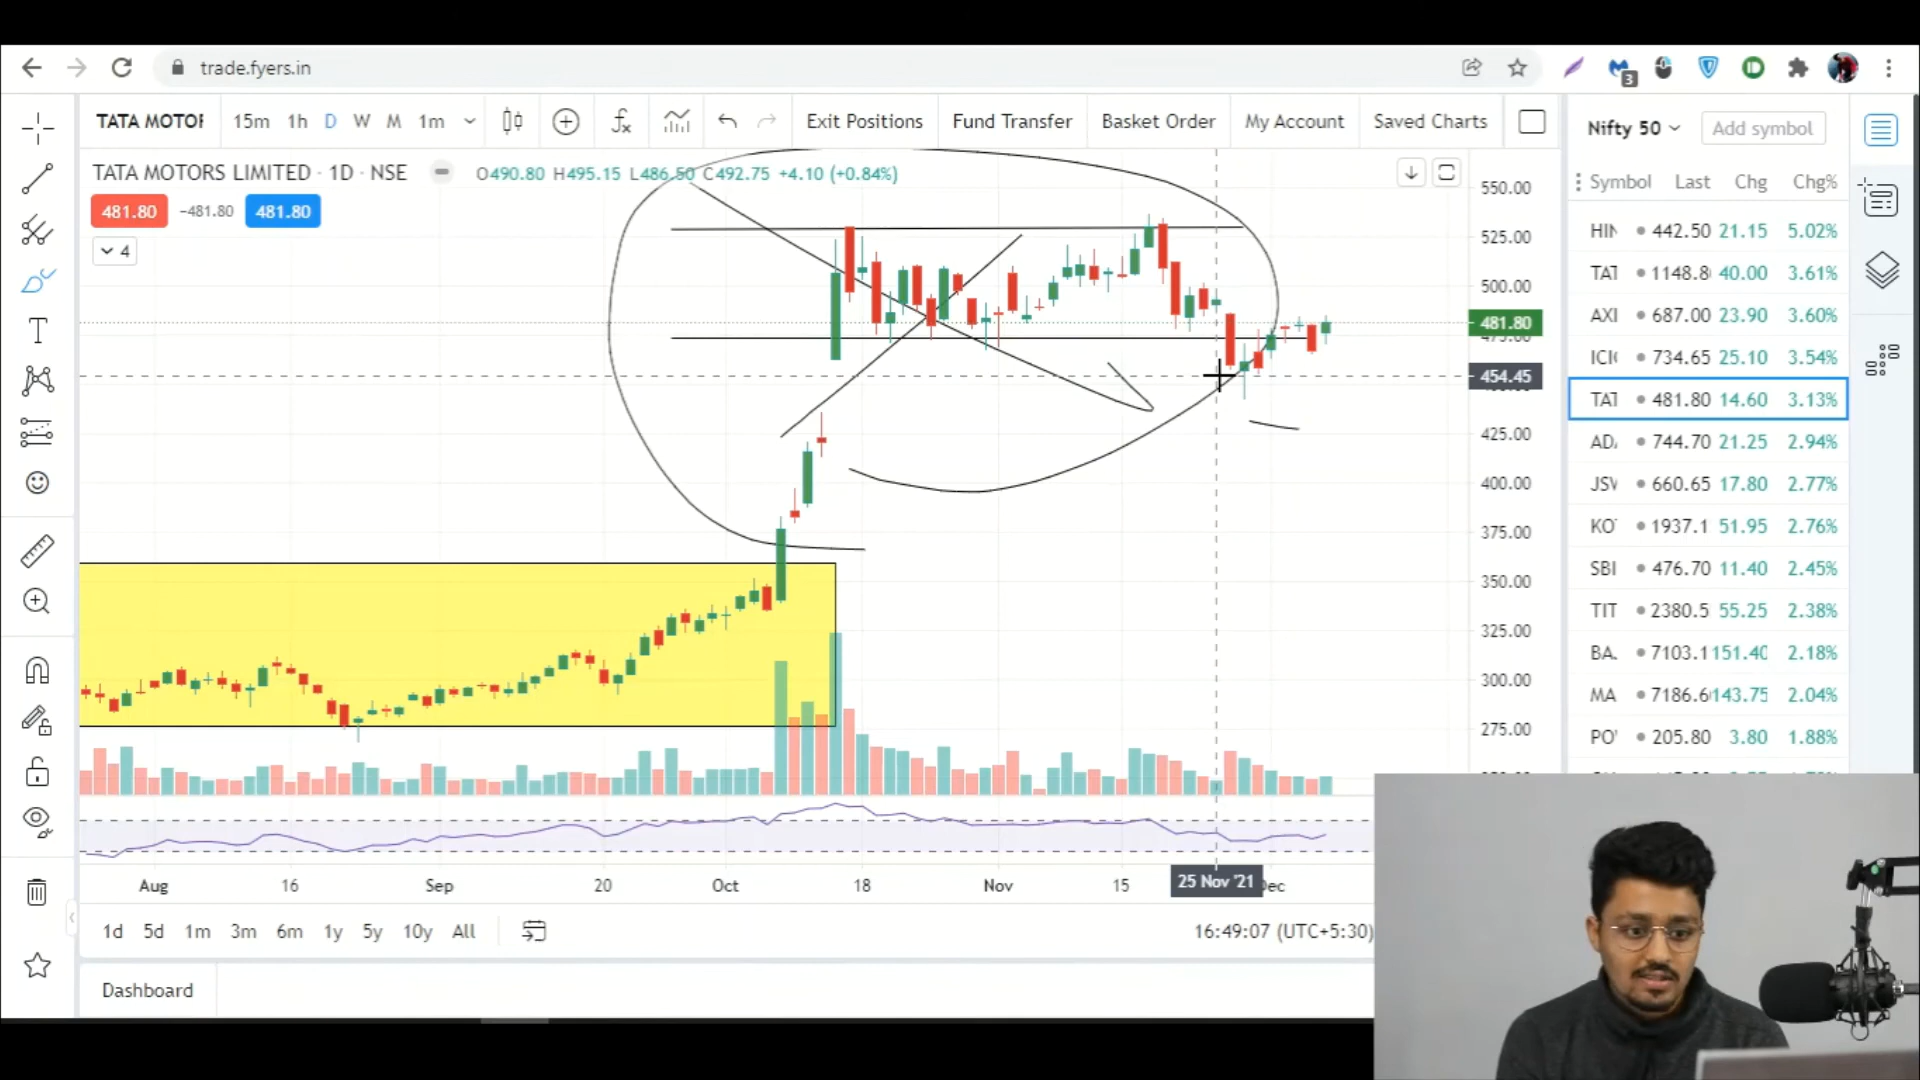 trade.fyers.in
3
TATA MOTOF 15m 1h D W M 1m Exit Positions Fund Transfer Basket Order My Account Saved Charts
Nifty 50 Add symbol
TATA MOTORS LIMITED · 1D · NSE O490.80 H495.15 L486.50 C492.75 +4.10 (+0.84%)
Symbol Last Chg Chg%
481.80 −481.80 481.80
4
550.00
525.00
500.00
481.80
475.00
454.45
425.00
400.00
375.00
350.00
325.00
300.00
275.00
HIN 442.50 21.15 5.02%
TAT 1148.8 40.00 3.61%
AXI 687.00 23.90 3.60%
ICI 734.65 25.10 3.54%
TAT 481.80 14.60 3.13%
AD 744.70 21.25 2.94%
JSV 660.65 17.80 2.77%
KO 1937.1 51.95 2.76%
SBI 476.70 11.40 2.45%
TIT 2380.5 55.25 2.38%
BA. 7103.1 151.40 2.18%
MA 7186.6 143.75 2.04%
PO 205.80 3.80 1.88%
Aug 16 Sep 20 Oct 18 Nov 15 25 Nov '21 Dec
1d 5d 1m 3m 6m 1y 5y 10y All 16:49:07 (UTC+5:30)
Dashboard